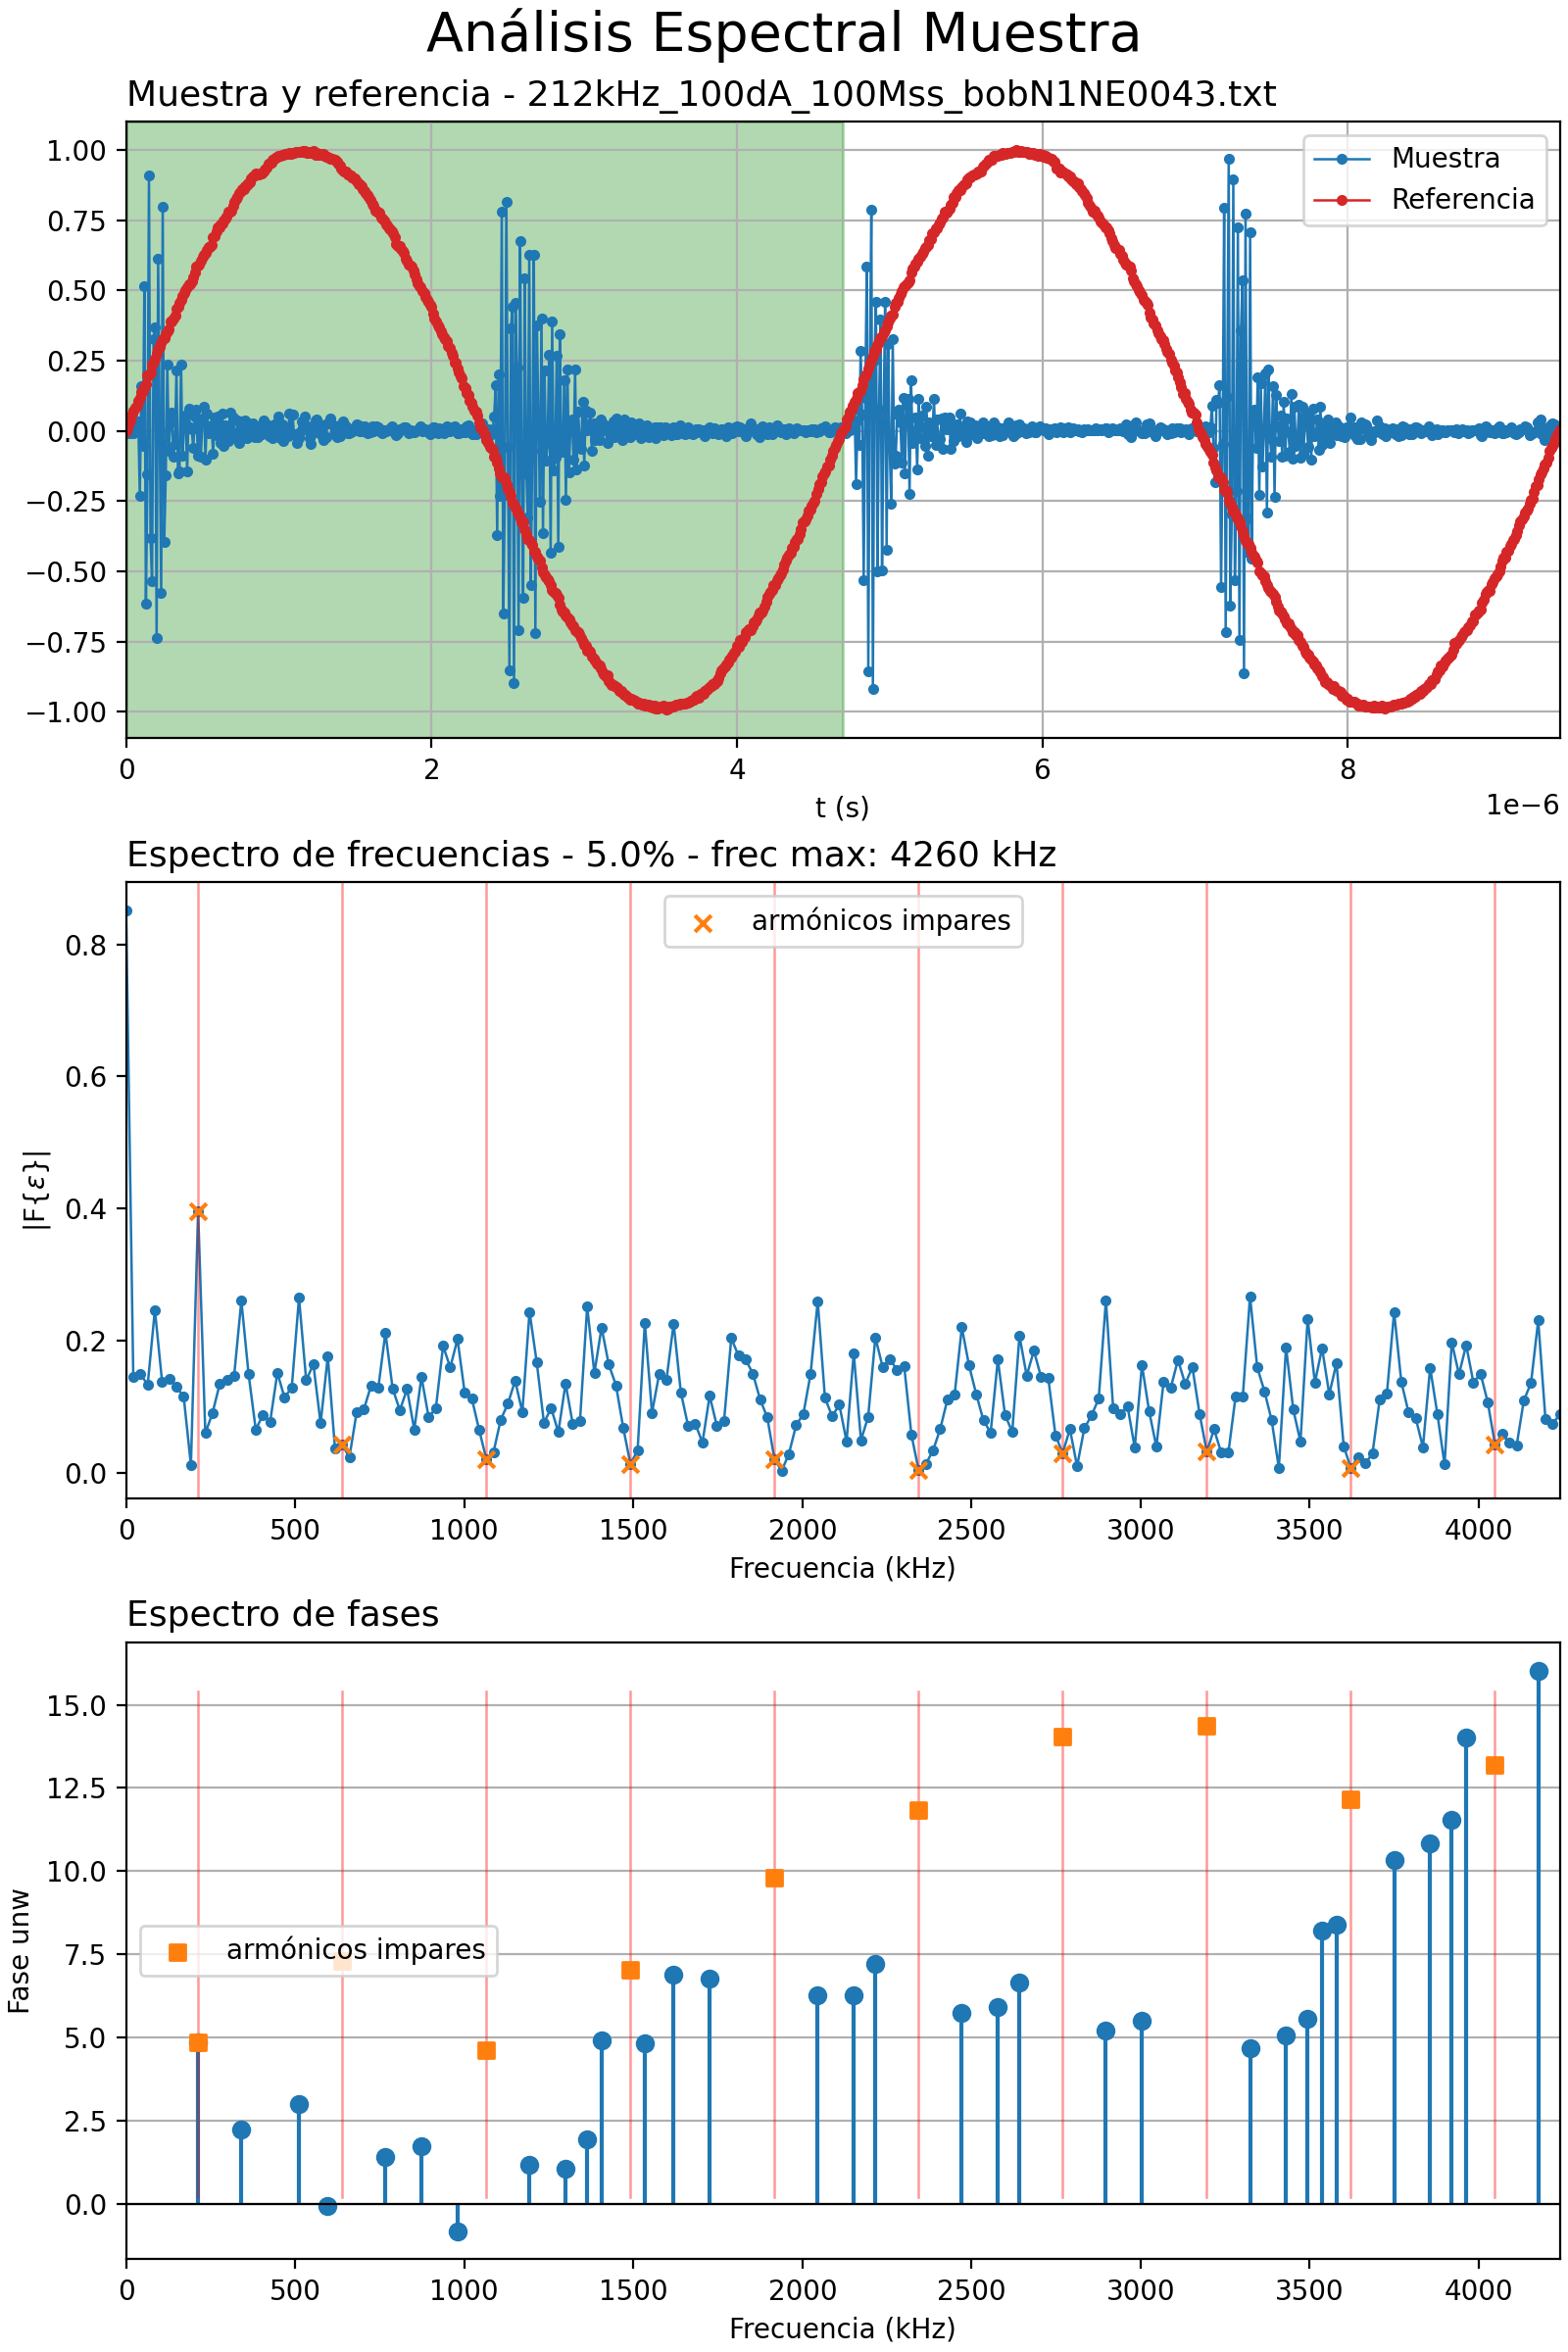 Análisis Espectral Muestra
Muestra y referencia - 212kHz_100dA_100Mss_bobN1NE0043.txt
1.00
0.75
0.50
0.25
0.00
−0.25
−0.50
−0.75
−1.00
Muestra
Referencia
0 2 4 6 8
t (s)
1e−6
Espectro de frecuencias - 5.0% - frec max: 4260 kHz
armónicos impares
|F{ε}|
0.8
0.6
0.4
0.2
0.0
0 500 1000 1500 2000 2500 3000 3500 4000
Frecuencia (kHz)
Espectro de fases
Fase unw
15.0
12.5
10.0
7.5
5.0
2.5
0.0
armónicos impares
0 500 1000 1500 2000 2500 3000 3500 4000
Frecuencia (kHz)